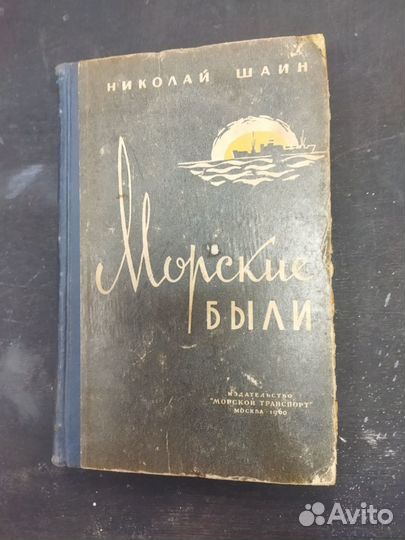 НИКОЛАЙ ШАИН
Морские
БЫЛИ
ИЗДАТЕЛЬСТВО
"МОРСКОЙ ТРАНСПОРТ"
МОСКВА - 1960
Avito